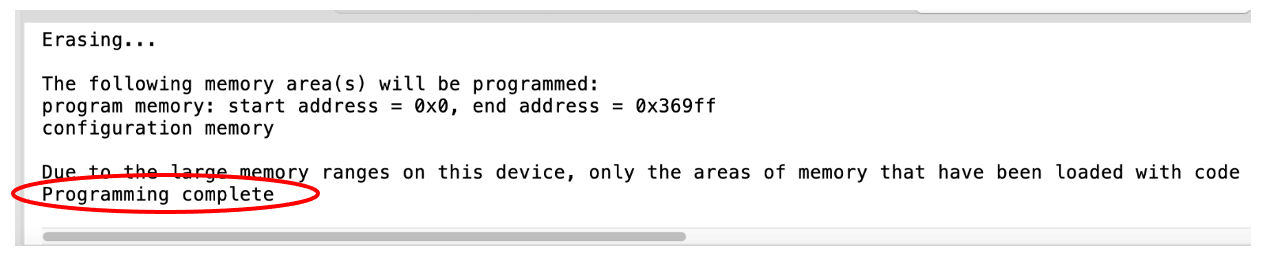 Erasing...
The following memory area(s) will be programmed:
program memory: start address = 0x0, end address = 0x369ff
configuration memory
Due to the large memory ranges on this device, only the areas of memory that have been loaded with code
Programming complete